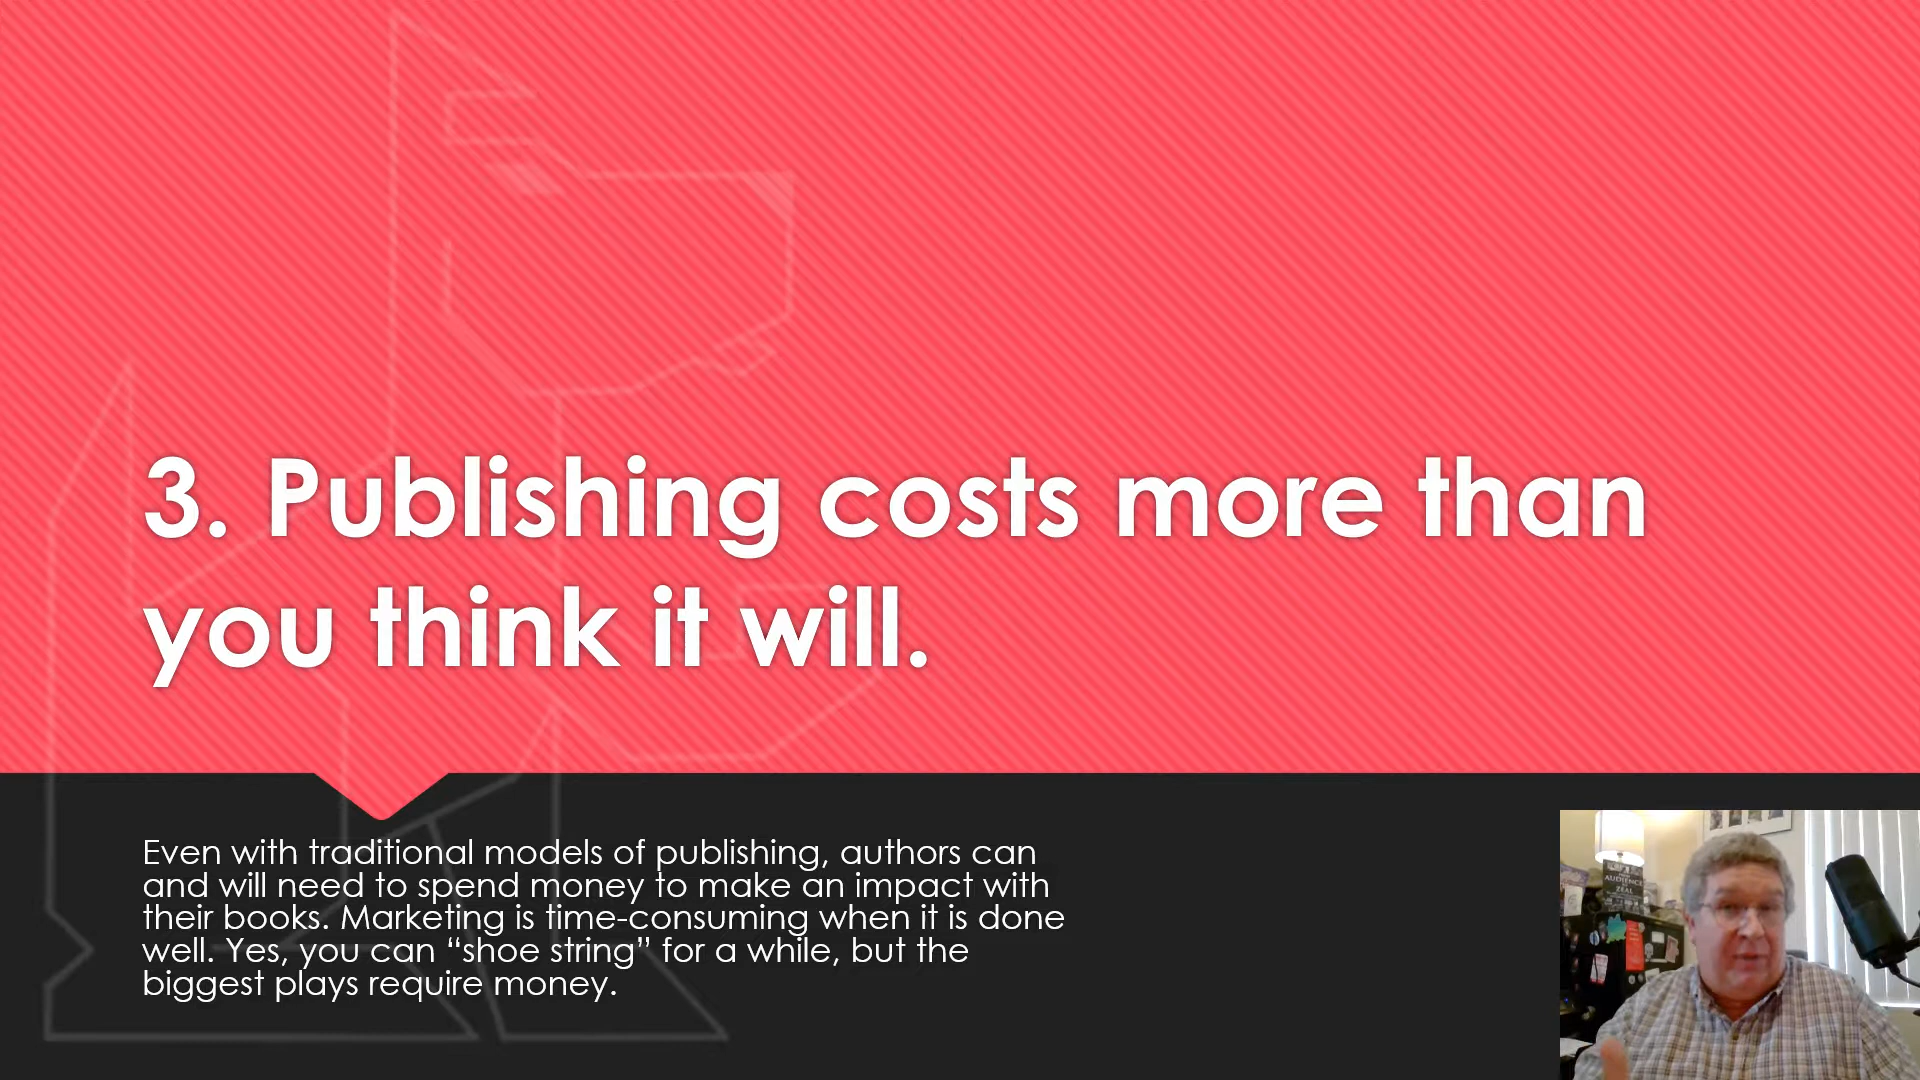 3. Publishing costs more than
you think it will.
Even with traditional models of publishing, authors can
and will need to spend money to make an impact with
their books. Marketing is time-consuming when it is done
well. Yes, you can “shoe string” for a while, but the
biggest plays require money.
AUDIENCE
ZEAL